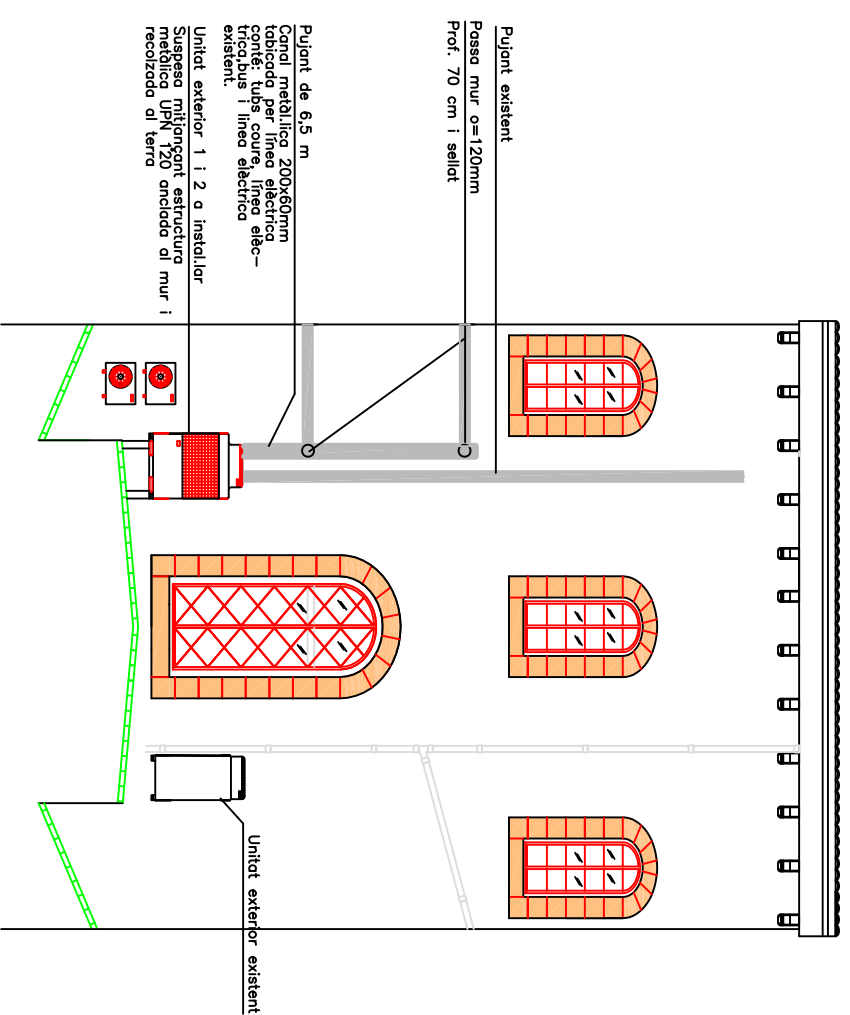 Pujant existent
Passa mur o=120mm
Prof. 70 cm i sellat
Pujant de 6,5 m
Canal metàl.lica 200x60mm
tabicada per línea elèctrica
conté: tubs coure, línea elèc-
trica,bus i linea elèctrica
existent.
Unitat exterior 1 i 2 a instal.lar
Suspesa mitjançant estructura
metàlica UPN 120 anclada al mur i
recolzada al terra
Unitat exterior existent